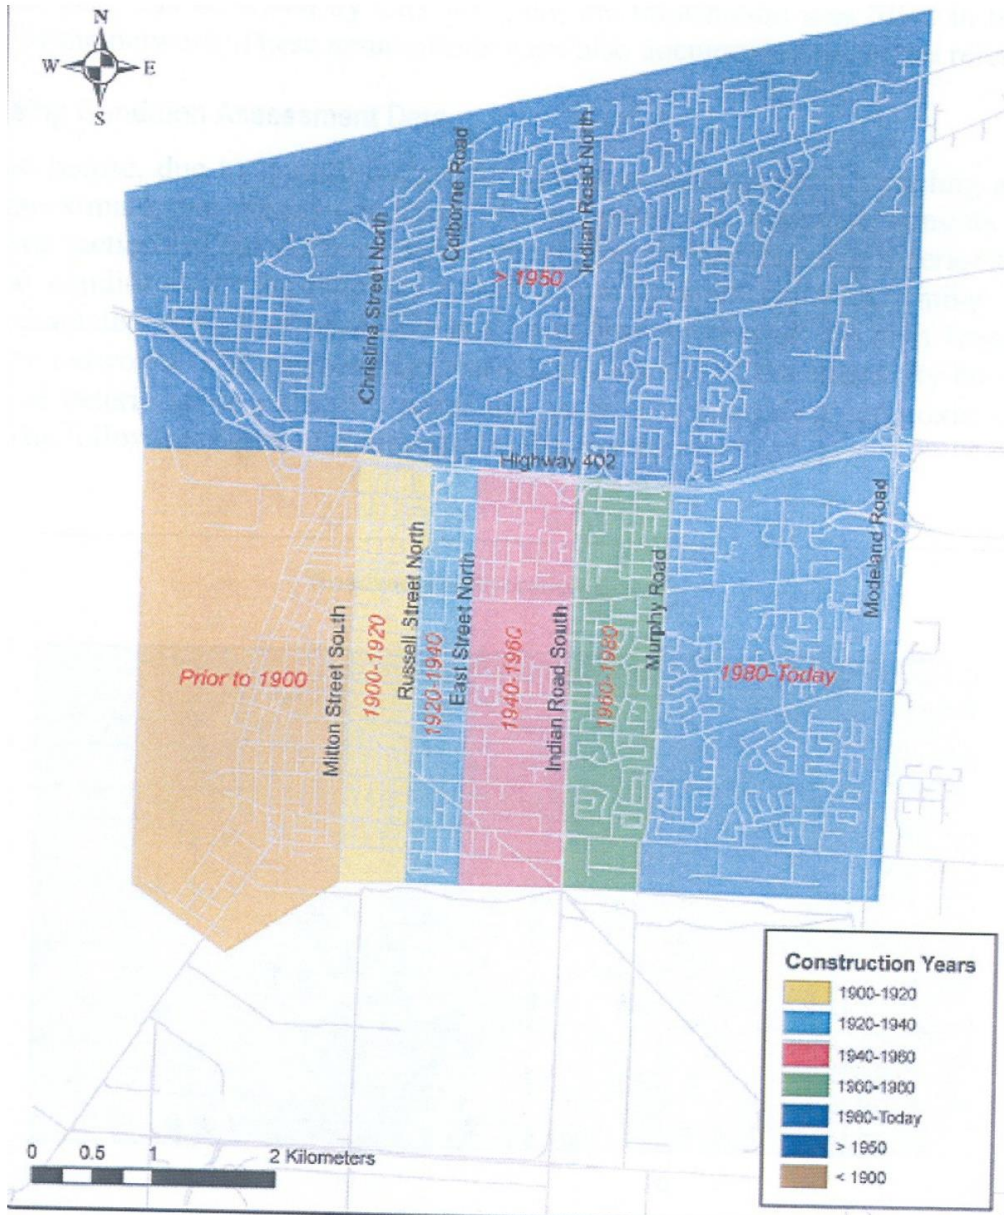 N
W E
S
Colborne Road
Indian Road North
Christina Street North
> 1950
Highway 402
Modeland Road
Russell Street North
East Street North
Murphy Road
Mitton Street South
Indian Road South
Prior to 1900
1900-1920
1920-1940
1940-1960
1960-1980
1980-Today
Construction Years
1900-1920
1920-1940
1940-1960
1960-1980
1980-Today
> 1950
< 1900
0 0.5 1 2 Kilometers